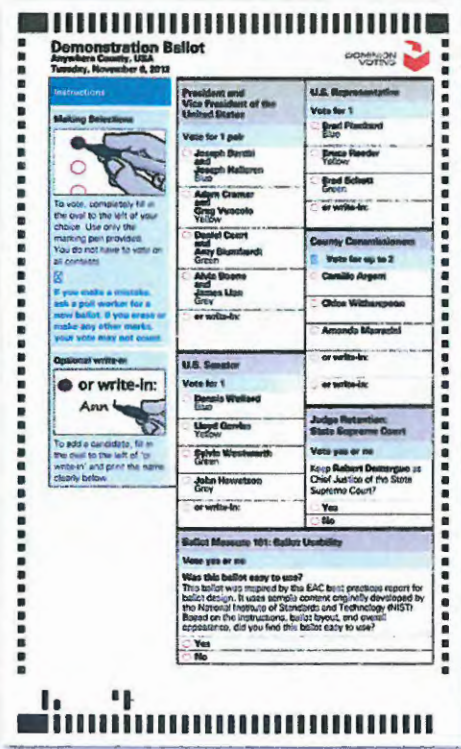 Demonstration Ballot
Anywhere County, USA
Tuesday, November 6, 2012
DOMINION
VOTING
Instructions
Making Selections
To vote, completely fill in
the oval to the left of your
choice. Use only the
marking pen provided.
You do not have to vote on
all contests.
If you make a mistake,
ask a poll worker for a
new ballot. If you erase or
make any other marks,
your vote may not count.
Optional write-in
or write-in:
Ann
To add a candidate, fill in
the oval to the left of "or
write-in" and print the name
clearly below.
President and
Vice President of the
United States
Vote for 1 pair
Joseph Barchi
and
Joseph Hallaren
Blue
Adam Cramer
and
Greg Vuocolo
Yellow
Daniel Court
and
Amy Blumhardt
Green
Alvin Boone
and
James Lian
Grey
or write-in:
U.S. Senator
Vote for 1
Dennis Weiford
Blue
Lloyd Garriss
Yellow
Sylvia Wentworth
Green
John Hewetson
Grey
or write-in:
U.S. Representative
Vote for 1
Brad Plunkard
Blue
Bruce Reeder
Yellow
Brad Schott
Green
or write-in:
County Commissioners
Vote for up to 2
Camille Argent
Chloe Witherspoon
Amanda
or write-in:
or write-in:
Judge Retention:
State Supreme Court
Vote yes or no
Keep Robert Demergue as
Chief Justice of the State
Supreme Court?
Yes
No
Ballot Measure 101: Ballot Usability
Vote yes or no
Was this ballot easy to use?
This ballot was inspired by the EAC best practices report for
ballot design. It uses sample content originally developed by
the National Institute of Standards and Technology (NIST)
Based on the instructions, ballot layout, and overall
appearance, did you find this ballot easy to use?
Yes
No